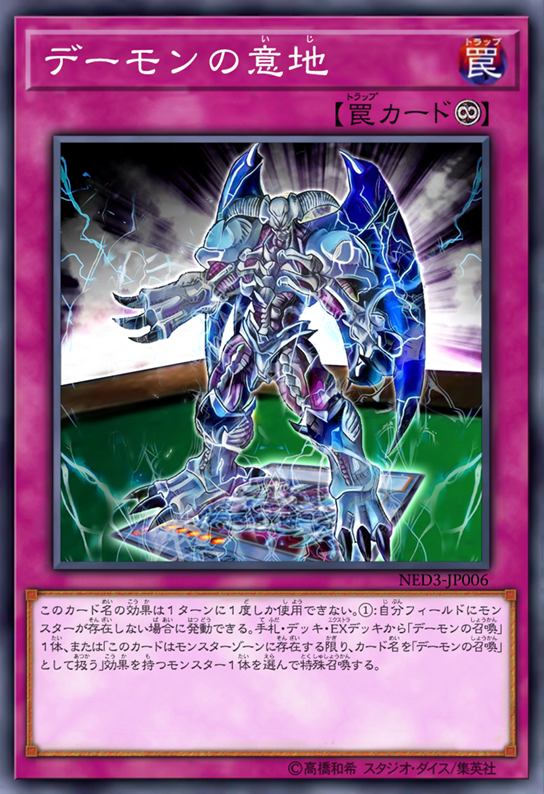 デーモンの意地
罠
【罠カード♾】
NED3-JP006
このカード名の効果は1ターンに1度しか使用できない。①:自分フィールドにモン
スターが存在しない場合に発動できる。手札・デッキ・EXデッキから「デーモンの召喚」
1体、または「このカードはモンスターゾーンに存在する限り、カード名を「デーモンの召喚」
として扱う」効果を持つモンスター1体を選んで特殊召喚する。
©高橋和希 スタジオ・ダイス/集英社